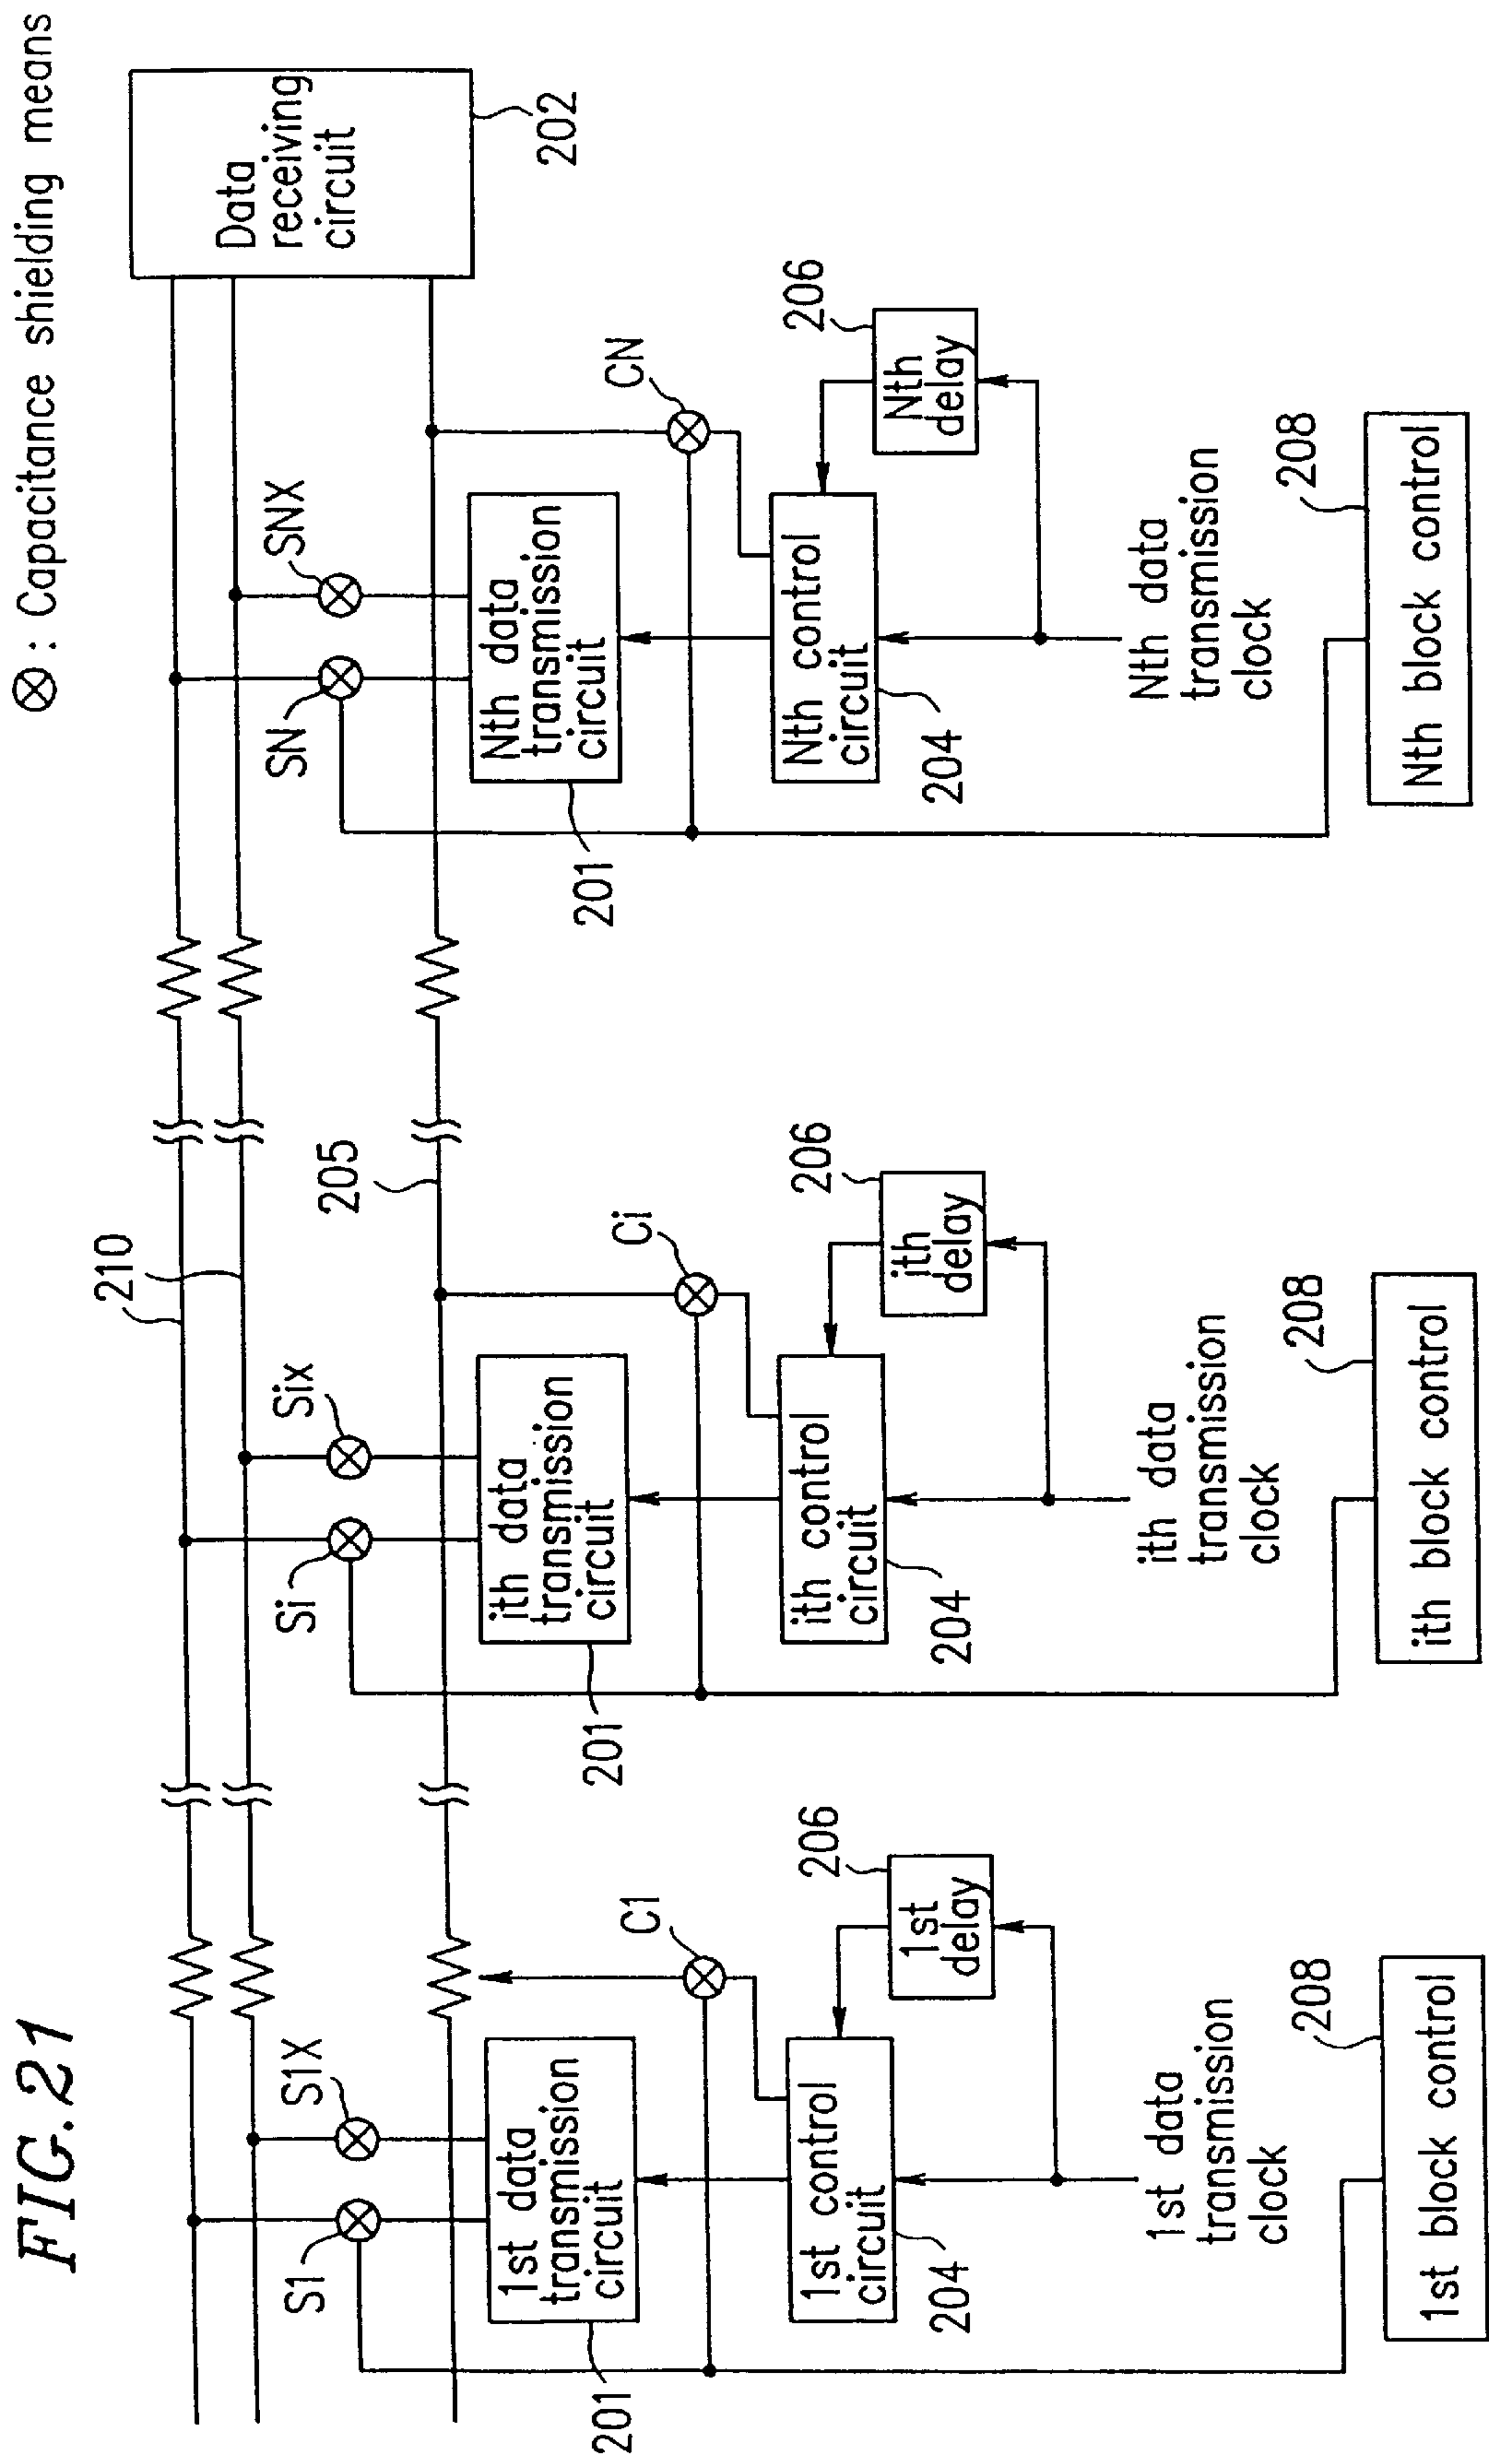 FIG.21
⊗ : Capacitance shielding means
210
205
Data
receiving
circuit
202
S1
S1X
Si
Six
SN
SNX
C1
Ci
CN
1st data
transmission
circuit
201
ith data
transmission
circuit
201
Nth data
transmission
circuit
201
1st control
circuit
204
1st
delay
206
ith control
circuit
204
ith
delay
206
Nth control
circuit
204
Nth
delay
206
1st data
transmission
clock
ith data
transmission
clock
Nth data
transmission
clock
208
1st block control
208
ith block control
208
Nth block control